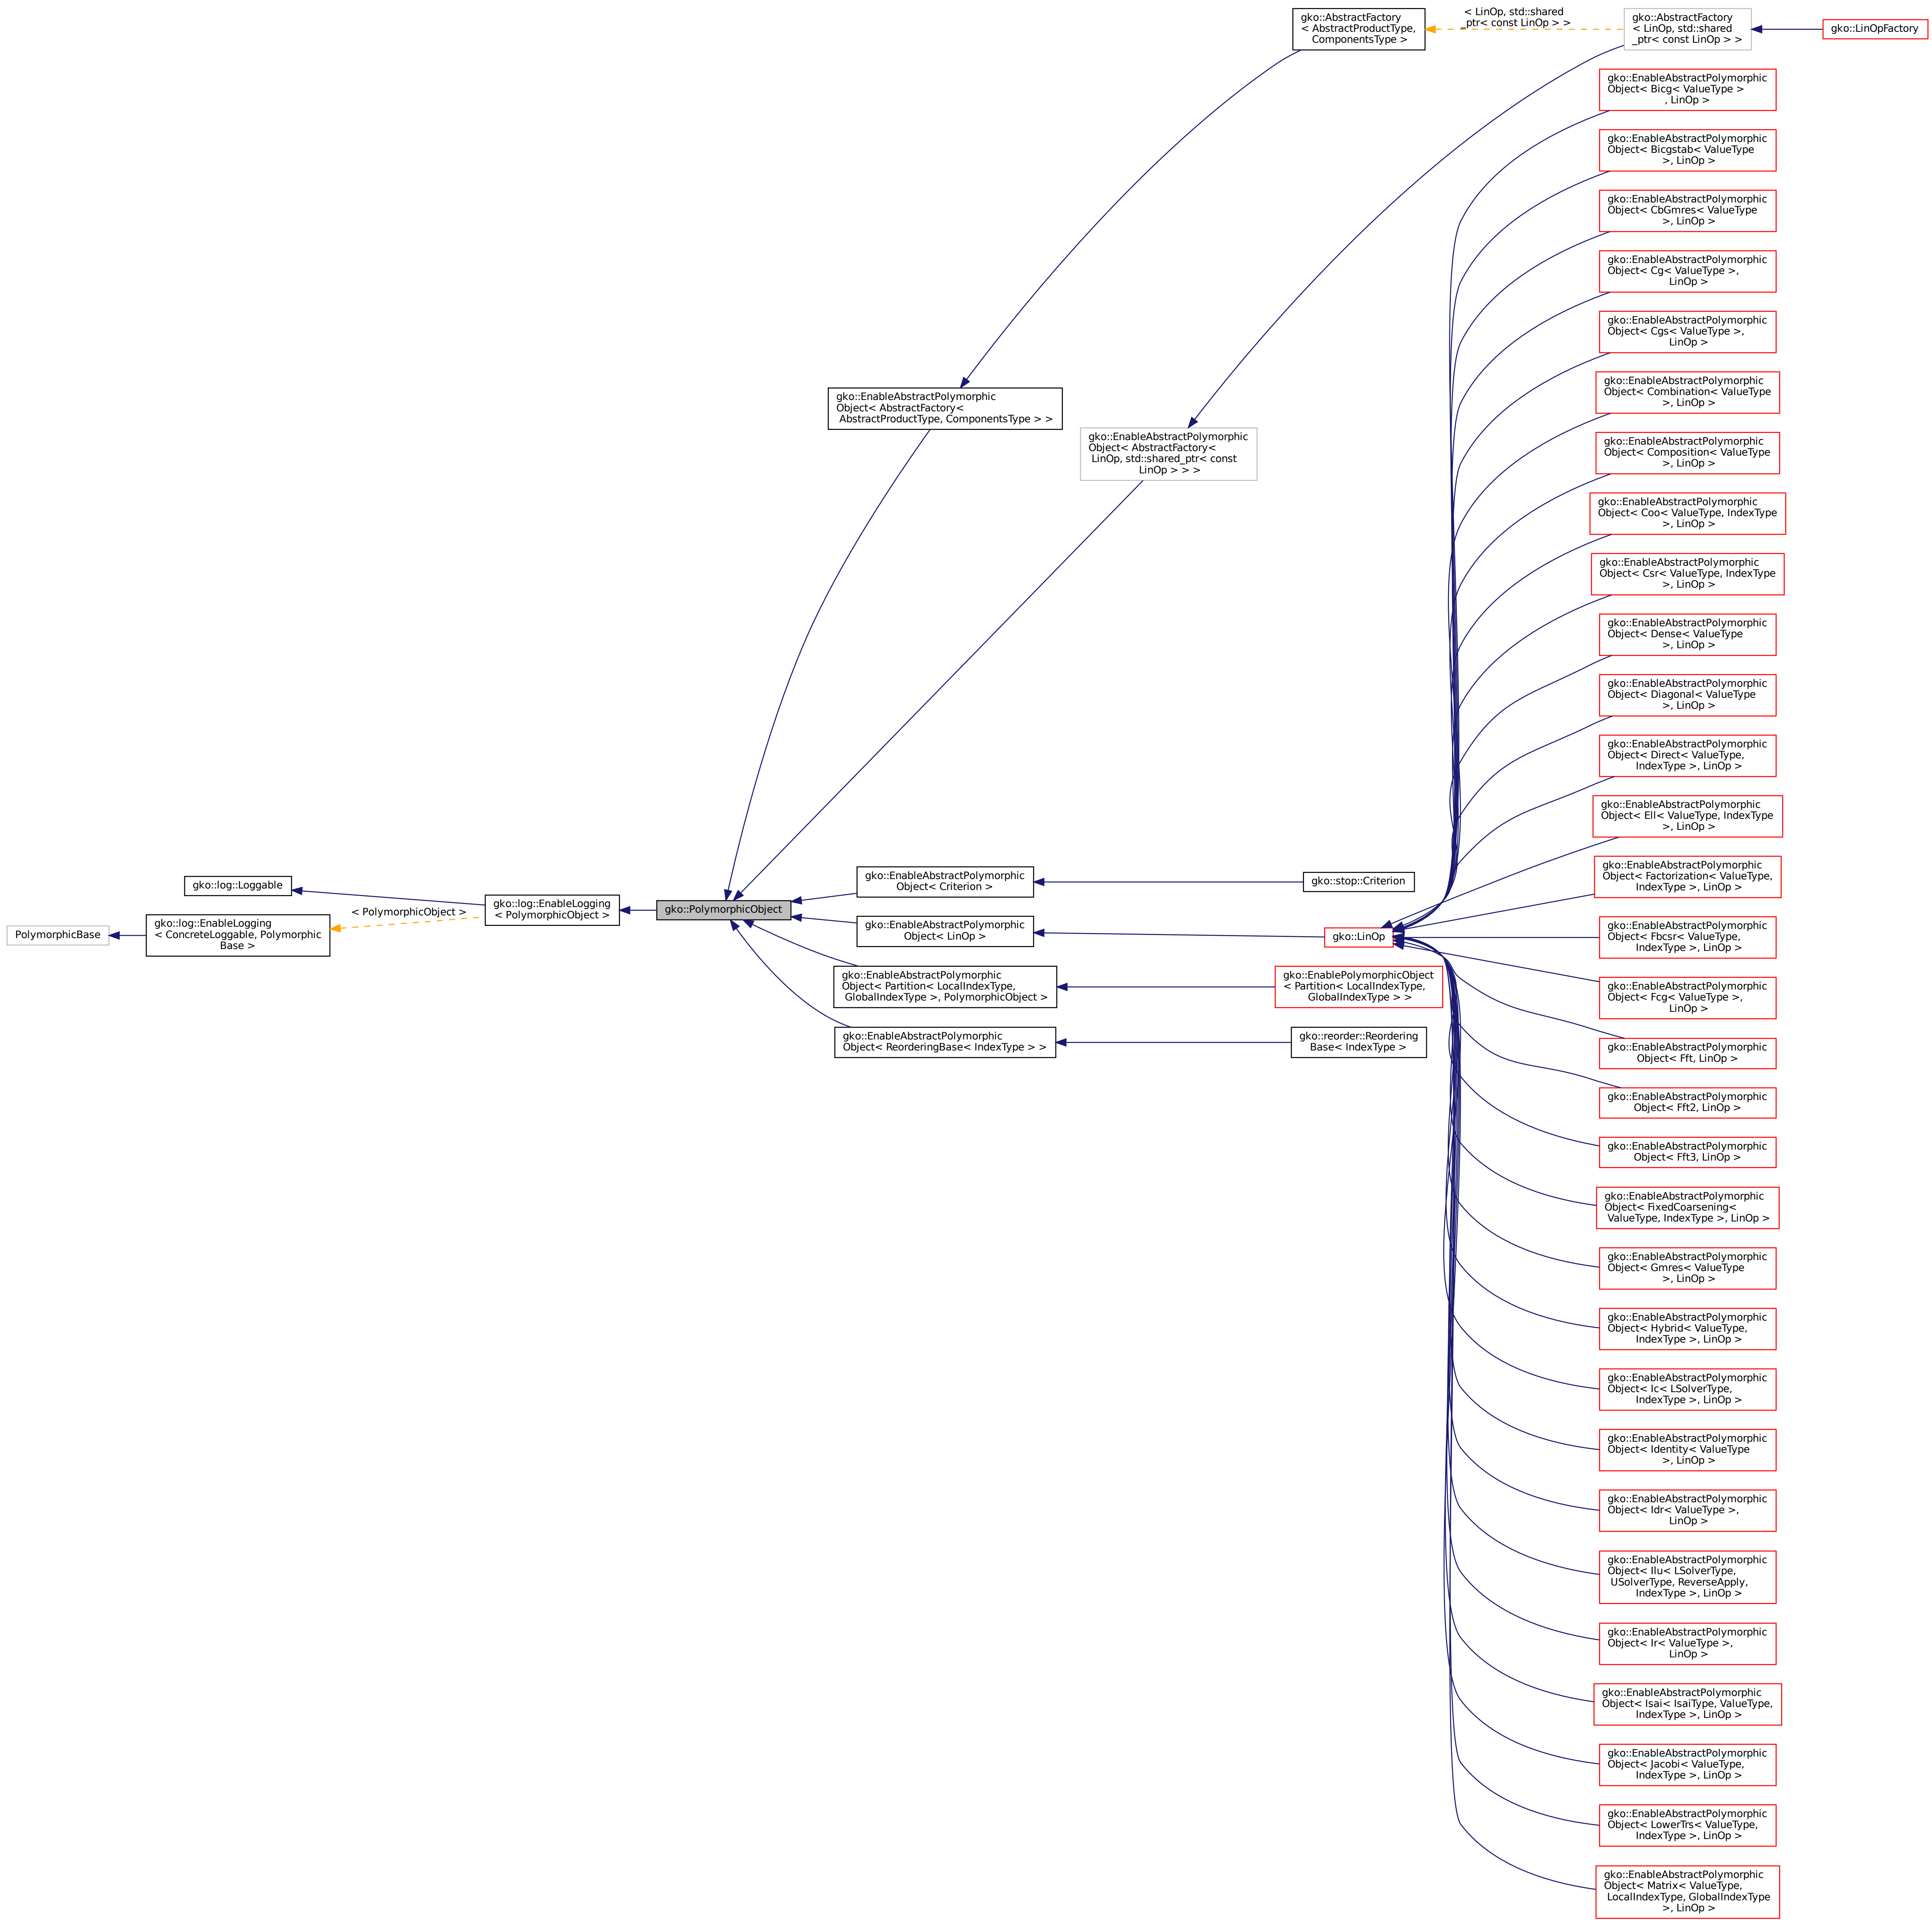 gko::AbstractFactory
< AbstractProductType,
ComponentsType >
< LinOp, std::shared
_ptr< const LinOp > >
gko::AbstractFactory
< LinOp, std::shared
_ptr< const LinOp > >
gko::LinOpFactory
gko::EnableAbstractPolymorphic
Object< Bicg< ValueType >
, LinOp >
gko::EnableAbstractPolymorphic
Object< Bicgstab< ValueType
>, LinOp >
gko::EnableAbstractPolymorphic
Object< CbGmres< ValueType
>, LinOp >
gko::EnableAbstractPolymorphic
Object< Cg< ValueType >,
LinOp >
gko::EnableAbstractPolymorphic
Object< Cgs< ValueType >,
LinOp >
gko::EnableAbstractPolymorphic
Object< Combination< ValueType
>, LinOp >
gko::EnableAbstractPolymorphic
Object< AbstractFactory<
AbstractProductType, ComponentsType > >
gko::EnableAbstractPolymorphic
Object< AbstractFactory<
LinOp, std::shared_ptr< const
LinOp > > >
gko::EnableAbstractPolymorphic
Object< Composition< ValueType
>, LinOp >
gko::EnableAbstractPolymorphic
Object< Coo< ValueType, IndexType
>, LinOp >
gko::EnableAbstractPolymorphic
Object< Csr< ValueType, IndexType
>, LinOp >
gko::EnableAbstractPolymorphic
Object< Dense< ValueType
>, LinOp >
gko::EnableAbstractPolymorphic
Object< Diagonal< ValueType
>, LinOp >
gko::EnableAbstractPolymorphic
Object< Direct< ValueType,
IndexType >, LinOp >
gko::EnableAbstractPolymorphic
Object< Ell< ValueType, IndexType
>, LinOp >
gko::EnableAbstractPolymorphic
Object< Factorization< ValueType,
IndexType >, LinOp >
gko::log::Loggable
PolymorphicBase
gko::log::EnableLogging
< ConcreteLoggable, Polymorphic
Base >
< PolymorphicObject >
gko::log::EnableLogging
< PolymorphicObject >
gko::PolymorphicObject
gko::EnableAbstractPolymorphic
Object< Criterion >
gko::stop::Criterion
gko::EnableAbstractPolymorphic
Object< LinOp >
gko::LinOp
gko::EnableAbstractPolymorphic
Object< Partition< LocalIndexType,
GlobalIndexType >, PolymorphicObject >
gko::EnablePolymorphicObject
< Partition< LocalIndexType,
GlobalIndexType > >
gko::EnableAbstractPolymorphic
Object< ReorderingBase< IndexType > >
gko::reorder::Reordering
Base< IndexType >
gko::EnableAbstractPolymorphic
Object< Fbcsr< ValueType,
IndexType >, LinOp >
gko::EnableAbstractPolymorphic
Object< Fcg< ValueType >,
LinOp >
gko::EnableAbstractPolymorphic
Object< Fft, LinOp >
gko::EnableAbstractPolymorphic
Object< Fft2, LinOp >
gko::EnableAbstractPolymorphic
Object< Fft3, LinOp >
gko::EnableAbstractPolymorphic
Object< FixedCoarsening<
ValueType, IndexType >, LinOp >
gko::EnableAbstractPolymorphic
Object< Gmres< ValueType
>, LinOp >
gko::EnableAbstractPolymorphic
Object< Hybrid< ValueType,
IndexType >, LinOp >
gko::EnableAbstractPolymorphic
Object< Ic< LSolverType,
IndexType >, LinOp >
gko::EnableAbstractPolymorphic
Object< Identity< ValueType
>, LinOp >
gko::EnableAbstractPolymorphic
Object< Idr< ValueType >,
LinOp >
gko::EnableAbstractPolymorphic
Object< Ilu< LSolverType,
USolverType, ReverseApply,
IndexType >, LinOp >
gko::EnableAbstractPolymorphic
Object< Ir< ValueType >,
LinOp >
gko::EnableAbstractPolymorphic
Object< Isai< IsaiType, ValueType,
IndexType >, LinOp >
gko::EnableAbstractPolymorphic
Object< Jacobi< ValueType,
IndexType >, LinOp >
gko::EnableAbstractPolymorphic
Object< LowerTrs< ValueType,
IndexType >, LinOp >
gko::EnableAbstractPolymorphic
Object< Matrix< ValueType,
LocalIndexType, GlobalIndexType
>, LinOp >